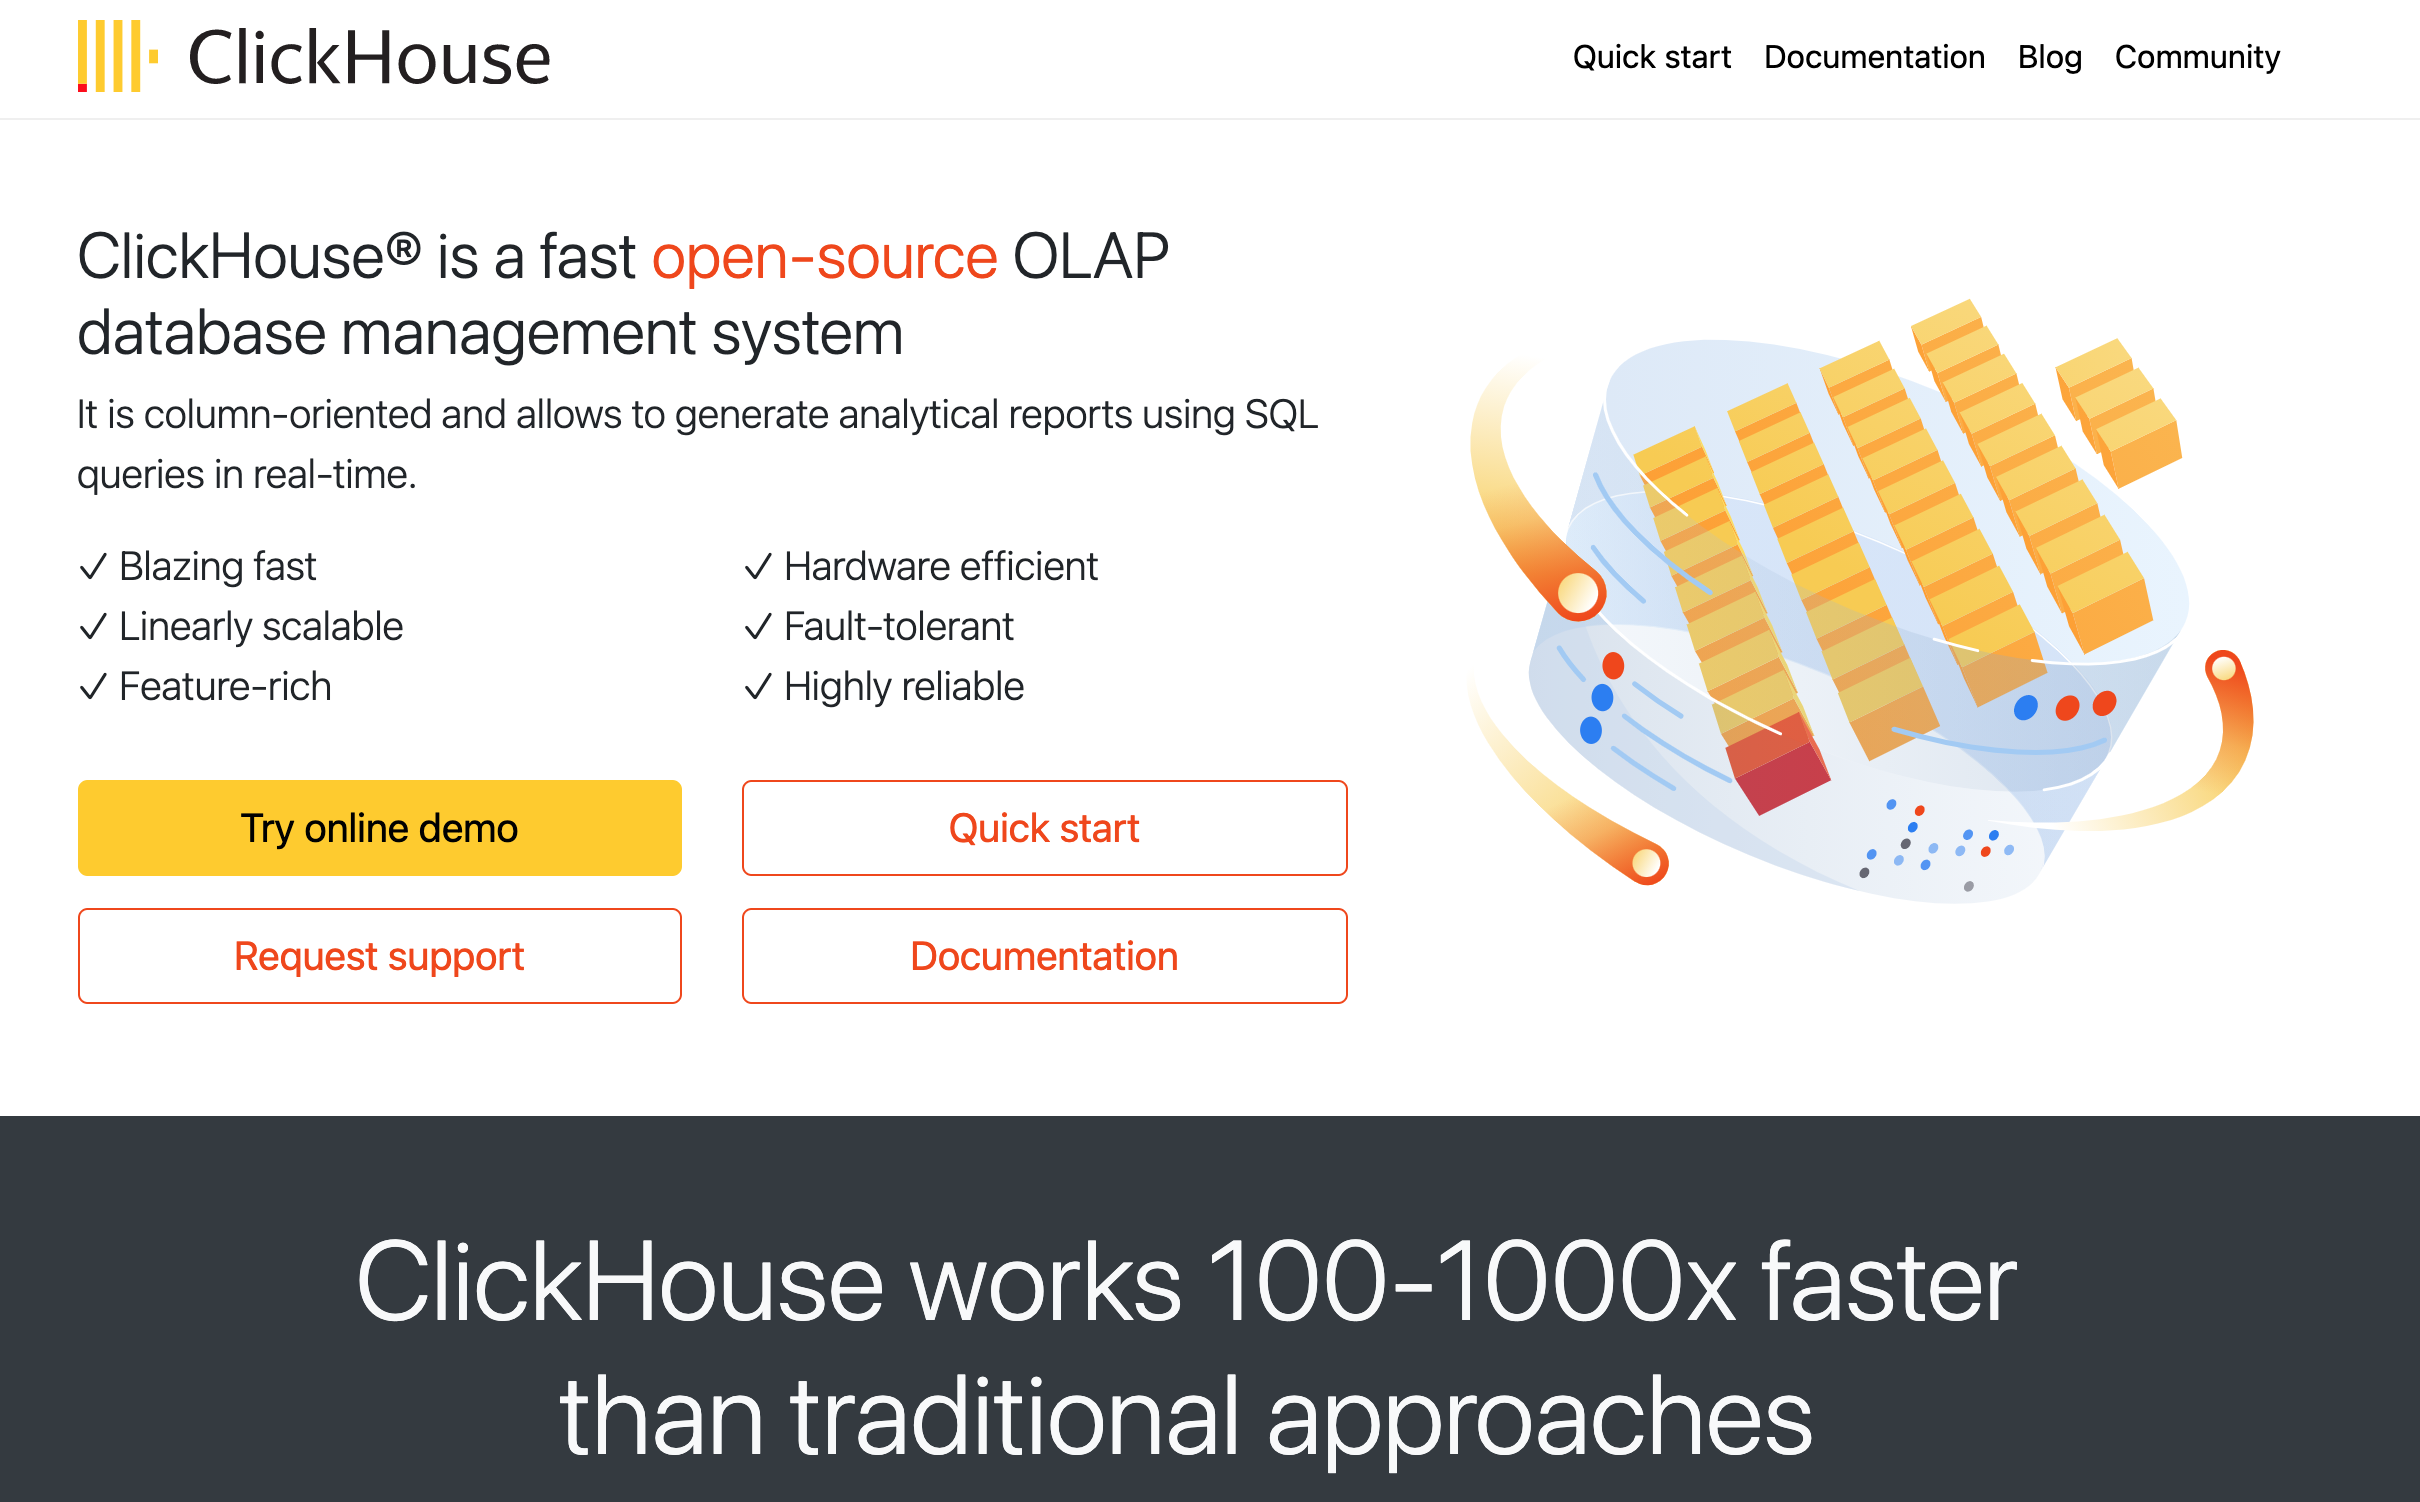 ClickHouse
Quick start Documentation Blog Community
ClickHouse® is a fast open-source OLAP
database management system
It is column-oriented and allows to generate analytical reports using SQL
queries in real-time.
✓ Blazing fast
✓ Linearly scalable
✓ Feature-rich
✓ Hardware efficient
✓ Fault-tolerant
✓ Highly reliable
Try online demo
Quick start
Request support
Documentation
ClickHouse works 100-1000x faster
than traditional approaches